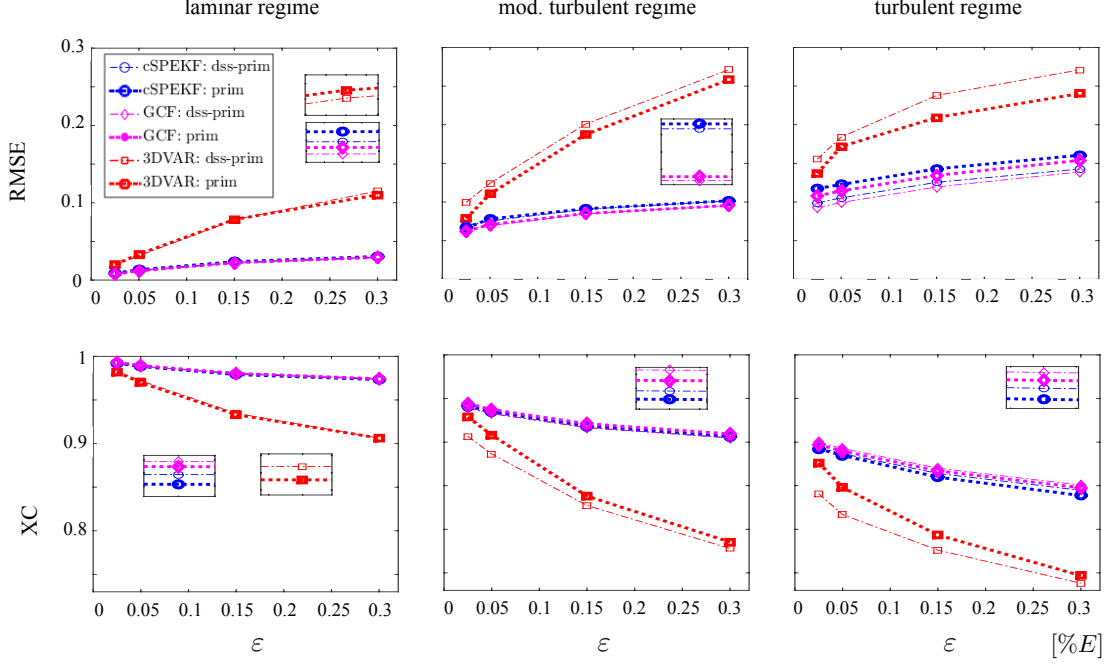 laminar regime
mod. turbulent regime
turbulent regime
RMSE
0.3
0.2
0.1
0
cSPEKF: dss-prim
cSPEKF: prim
GCF: dss-prim
GCF: prim
3DVAR: dss-prim
3DVAR: prim
0 0.05 0.1 0.15 0.2 0.25 0.3
0 0.05 0.1 0.15 0.2 0.25 0.3
0 0.05 0.1 0.15 0.2 0.25 0.3
XC
1
0.9
0.8
0 0.05 0.1 0.15 0.2 0.25 0.3
0 0.05 0.1 0.15 0.2 0.25 0.3
0 0.05 0.1 0.15 0.2 0.25 0.3
ε
ε
ε
[%E]